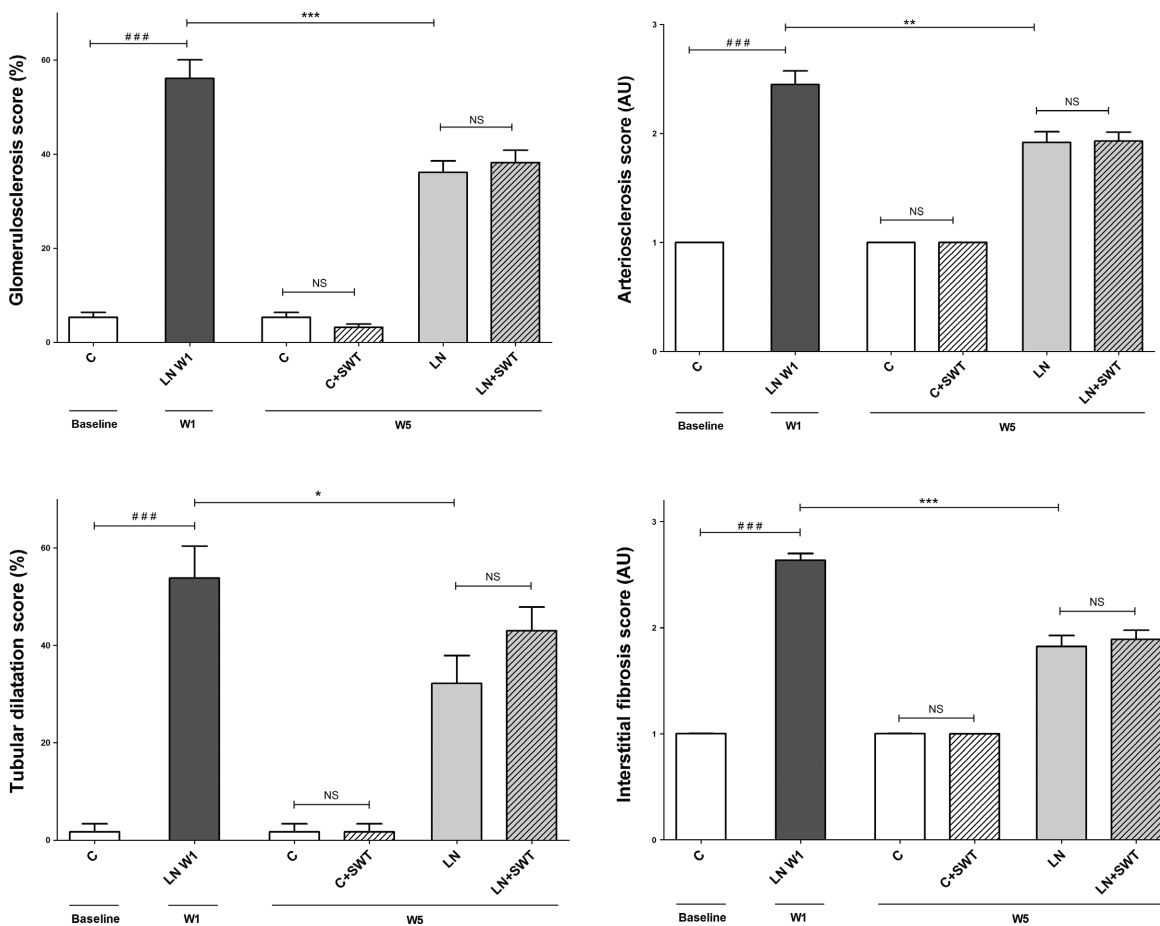 Glomerulosclerosis score (%)
60
40
20
0
###
***
NS
NS
C
LN W1
C
C+SWT
LN
LN+SWT
Baseline
W1
W5
Arteriosclerosis score (AU)
3
2
1
0
###
**
NS
NS
C
LN W1
C
C+SWT
LN
LN+SWT
Baseline
W1
W5
Tubular dilatation score (%)
60
40
20
0
###
*
NS
NS
C
LN W1
C
C+SWT
LN
LN+SWT
Baseline
W1
W5
Interstitial fibrosis score (AU)
3
2
1
0
###
***
NS
NS
C
LN W1
C
C+SWT
LN
LN+SWT
Baseline
W1
W5